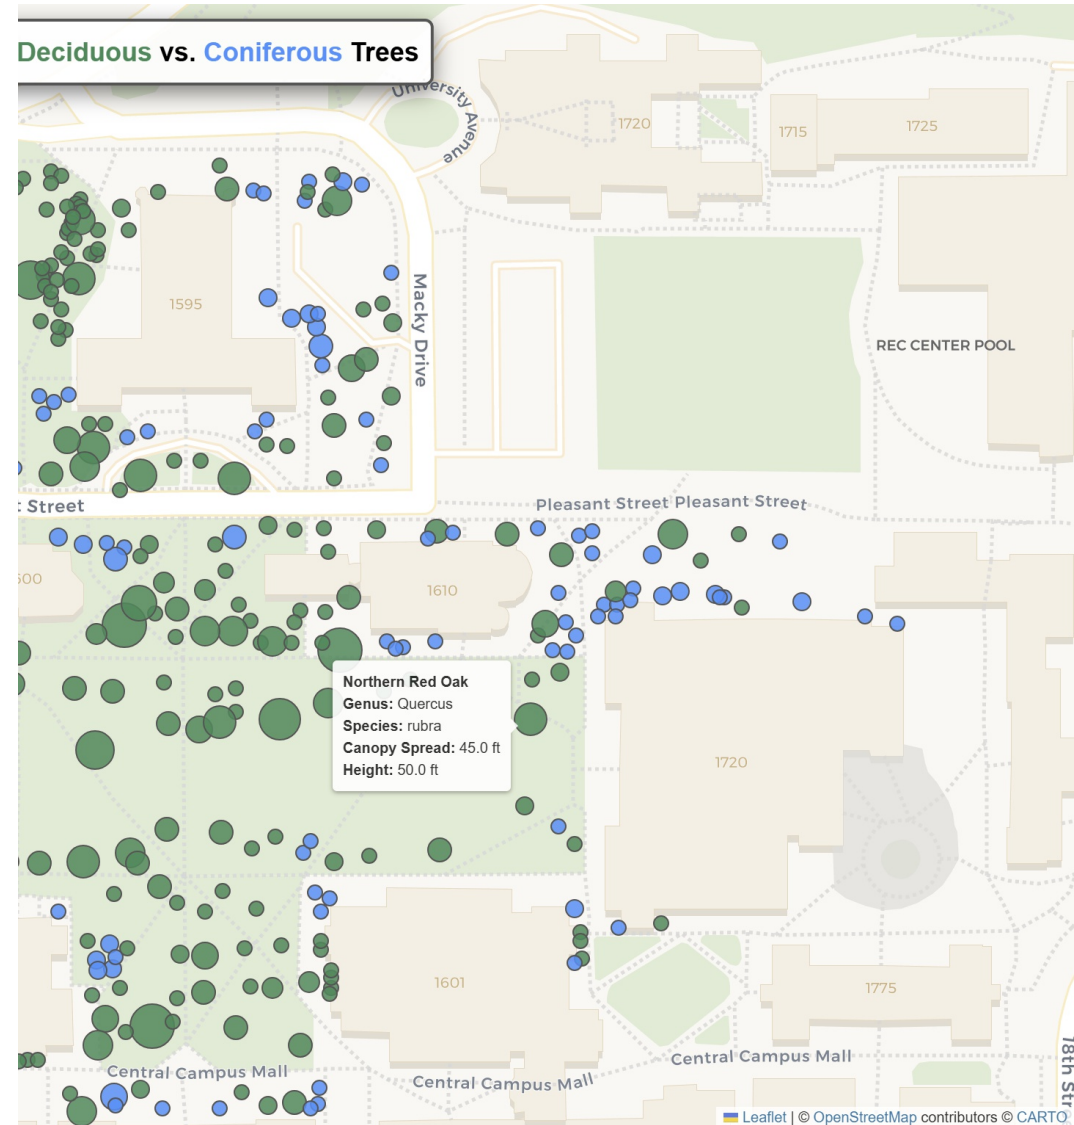 Deciduous vs. Coniferous Trees
University Avenue
1720
1715
1725
1595
Macky Drive
REC CENTER POOL
Street
Pleasant Street Pleasant Street
1610
Northern Red Oak
Genus: Quercus
Species: rubra
Canopy Spread: 45.0 ft
Height: 50.0 ft
1720
1601
1775
Central Campus Mall
Central Campus Mall
Central Campus Mall
18th
Leaflet | © OpenStreetMap contributors © CARTO